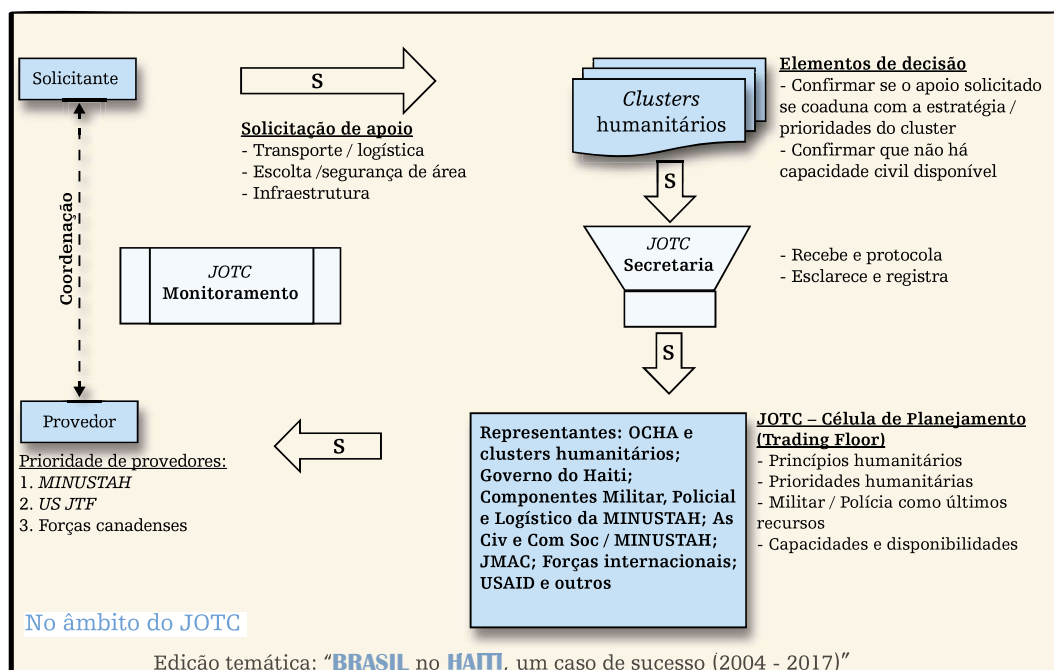 Solicitante
S
Solicitação de apoio
- Transporte / logística
- Escolta /segurança de área
- Infraestrutura
Clusters
humanitários
Elementos de decisão
- Confirmar se o apoio solicitado
se coaduna com a estratégia /
prioridades do cluster
- Confirmar que não há
capacidade civil disponível
S
JOTC
Secretaria
- Recebe e protocola
- Esclarece e registra
Coordenação
JOTC
Monitoramento
S
Representantes: OCHA e
clusters humanitários;
Governo do Haiti;
Componentes Militar, Policial
e Logístico da MINUSTAH; As
Civ e Com Soc / MINUSTAH;
JMAC; Forças internacionais;
USAID e outros
JOTC – Célula de Planejamento
(Trading Floor)
- Princípios humanitários
- Prioridades humanitárias
- Militar / Polícia como últimos
recursos
- Capacidades e disponibilidades
S
Provedor
Prioridade de provedores:
1. MINUSTAH
2. US JTF
3. Forças canadenses
No âmbito do JOTC
Edição temática: “BRASIL no HAITI, um caso de sucesso (2004 - 2017)”